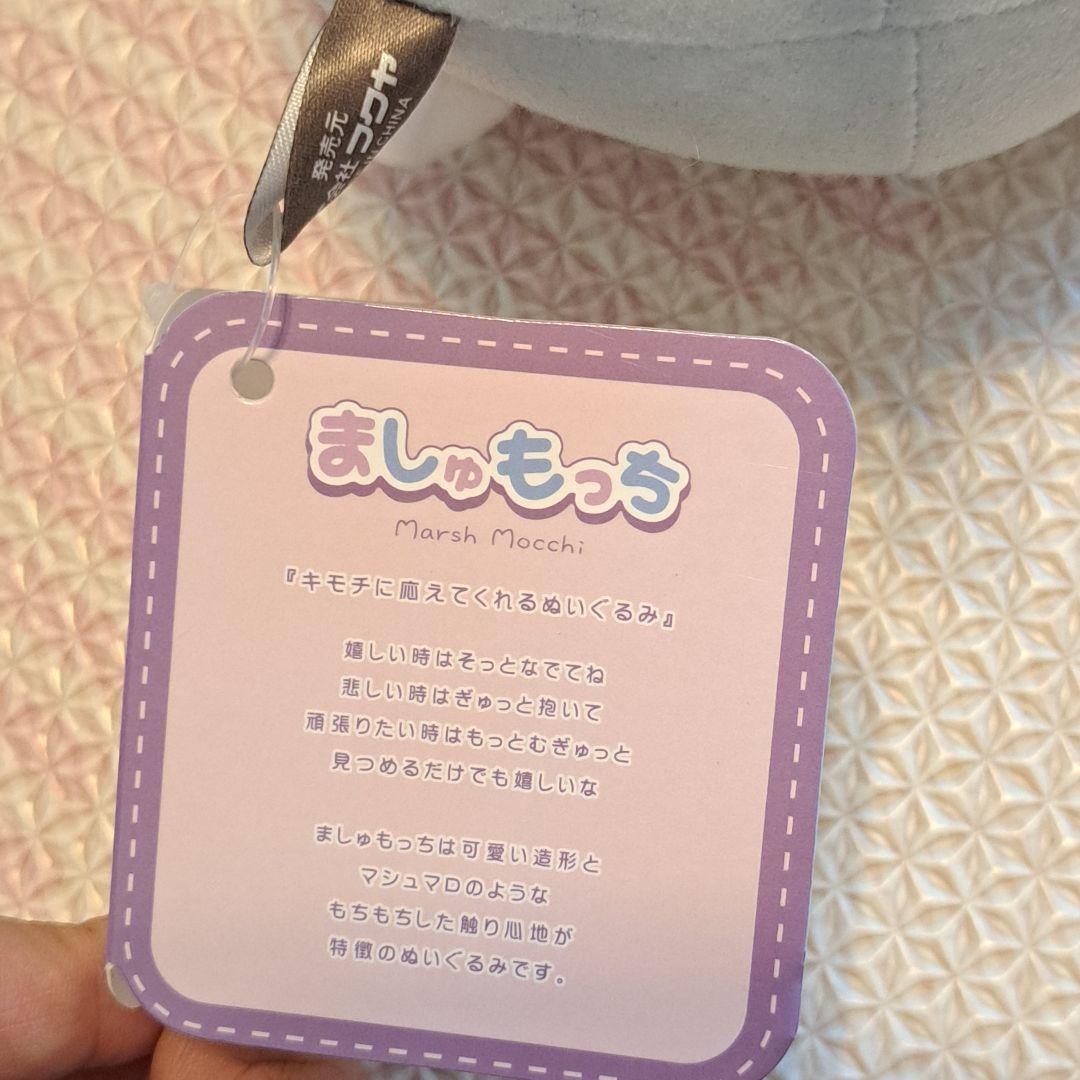 発売元
会社 コクヤ
CHINA
ましゅもっち
Marsh Mocchi
『キモチに応えてくれるぬいぐるみ』
嬉しい時はそっとなでてね
悲しい時はぎゅっと抱いて
頑張りたい時はもっとむぎゅっと
見つめるだけでも嬉しいな
ましゅもっちは可愛い造形と
マシュマロのような
もちもちした触り心地が
特徴のぬいぐるみです。